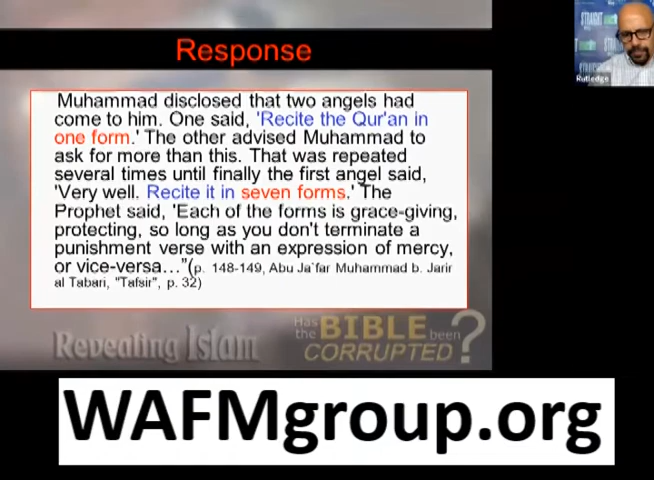 Response
Muhammad disclosed that two angels had
come to him. One said, 'Recite the Qur'an in
one form.' The other advised Muhammad to
ask for more than this. That was repeated
several times until finally the first angel said,
'Very well. Recite it in seven forms.' The
Prophet said, 'Each of the forms is grace-giving,
protecting, so long as you don't terminate a
punishment verse with an expression of mercy,
or vice-versa…"(p. 148-149, Abu Ja`far Muhammad b. Jarir
al Tabari, "Tafsir", p. 32)
Revealing Islam
Has the BIBLE been
CORRUPTED?
WAFMgroup.org
STRAIGHT
Rutledge